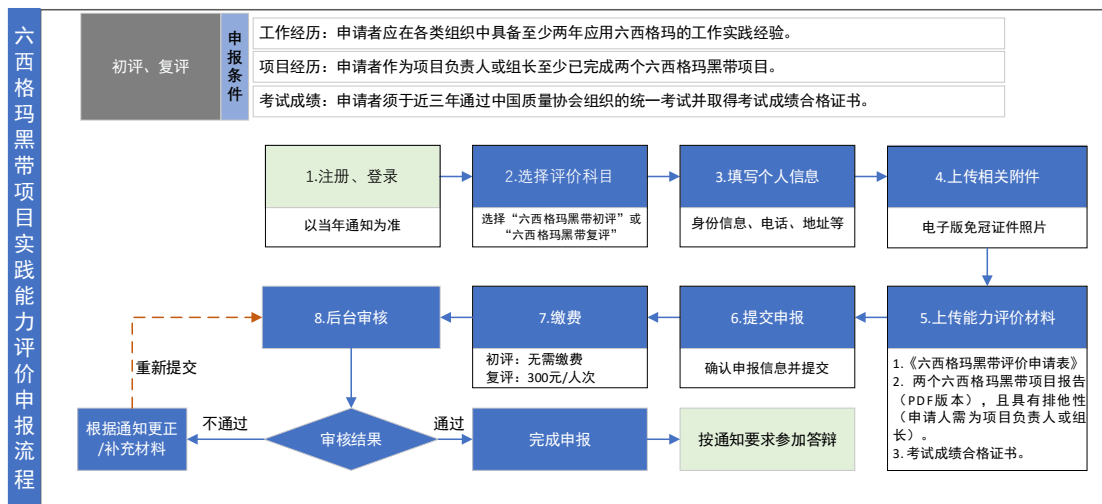 六西格玛黑带项目实践能力评价申报流程
初评、复评
申报条件
工作经历：申请者应在各类组织中具备至少两年应用六西格玛的工作实践经验。
项目经历：申请者作为项目负责人或组长至少已完成两个六西格玛黑带项目。
考试成绩：申请者须于近三年通过中国质量协会组织的统一考试并取得考试成绩合格证书。
1.注册、登录
以当年通知为准
2.选择评价科目
选择“六西格玛黑带初评”或
“六西格玛黑带复评”
3.填写个人信息
身份信息、电话、地址等
4.上传相关附件
电子版免冠证件照片
5.上传能力评价材料
1.《六西格玛黑带评价申请表》
2. 两个六西格玛黑带项目报告
（PDF版本），且具有排他性
（申请人需为项目负责人或组
长）。
3. 考试成绩合格证书。
6.提交申报
确认申报信息并提交
7.缴费
初评：无需缴费
复评：300元/人次
8.后台审核
重新提交
审核结果
不通过
根据通知更正
/补充材料
通过
完成申报
按通知要求参加答辩